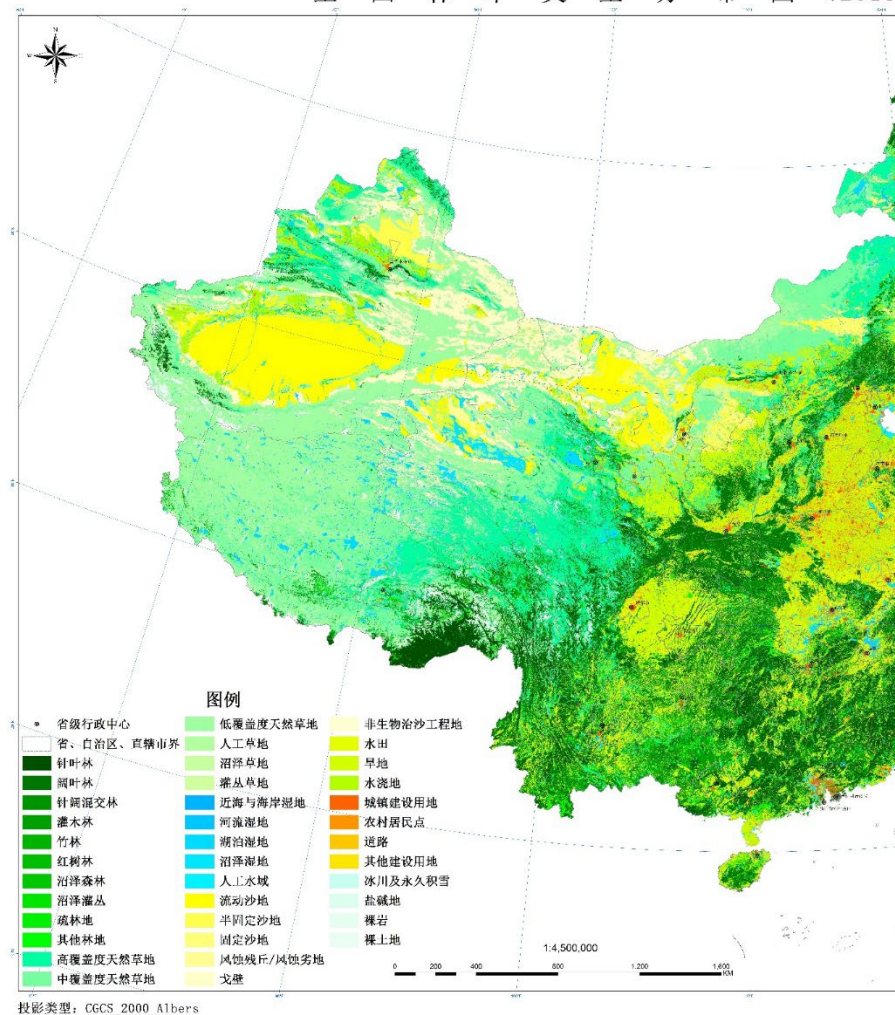 图例
省级行政中心
省、自治区、直辖市界
针叶林
阔叶林
针阔混交林
灌木林
竹林
红树林
沼泽森林
沼泽灌丛
疏林地
其他林地
高覆盖度天然草地
中覆盖度天然草地
低覆盖度天然草地
人工草地
沼泽草地
灌丛草地
近海与海岸湿地
河流湿地
湖泊湿地
沼泽湿地
人工水域
流动沙地
半固定沙地
固定沙地
风蚀残丘/风蚀劣地
戈壁
非生物治沙工程地
水田
旱地
水浇地
城镇建设用地
农村居民点
道路
其他建设用地
冰川及永久积雪
盐碱地
裸岩
裸土地
1:4,500,000
0 200 400 800 1,200 1,600
KM
投影类型: CGCS 2000 Albers